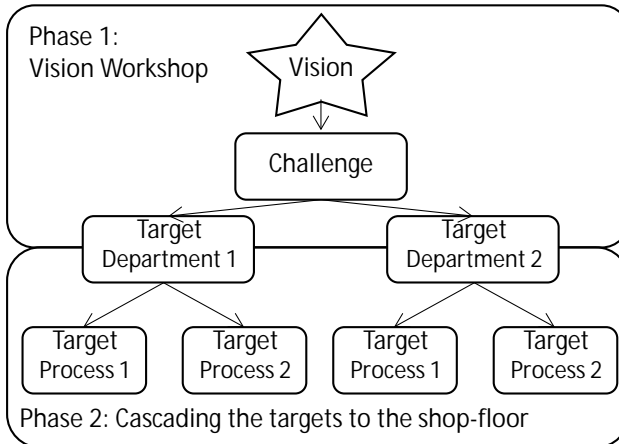 Phase 1:
Vision Workshop
Vision
Challenge
Target
Department 1
Target
Department 2
Target
Process 1
Target
Process 2
Target
Process 1
Target
Process 2
Phase 2: Cascading the targets to the shop-floor